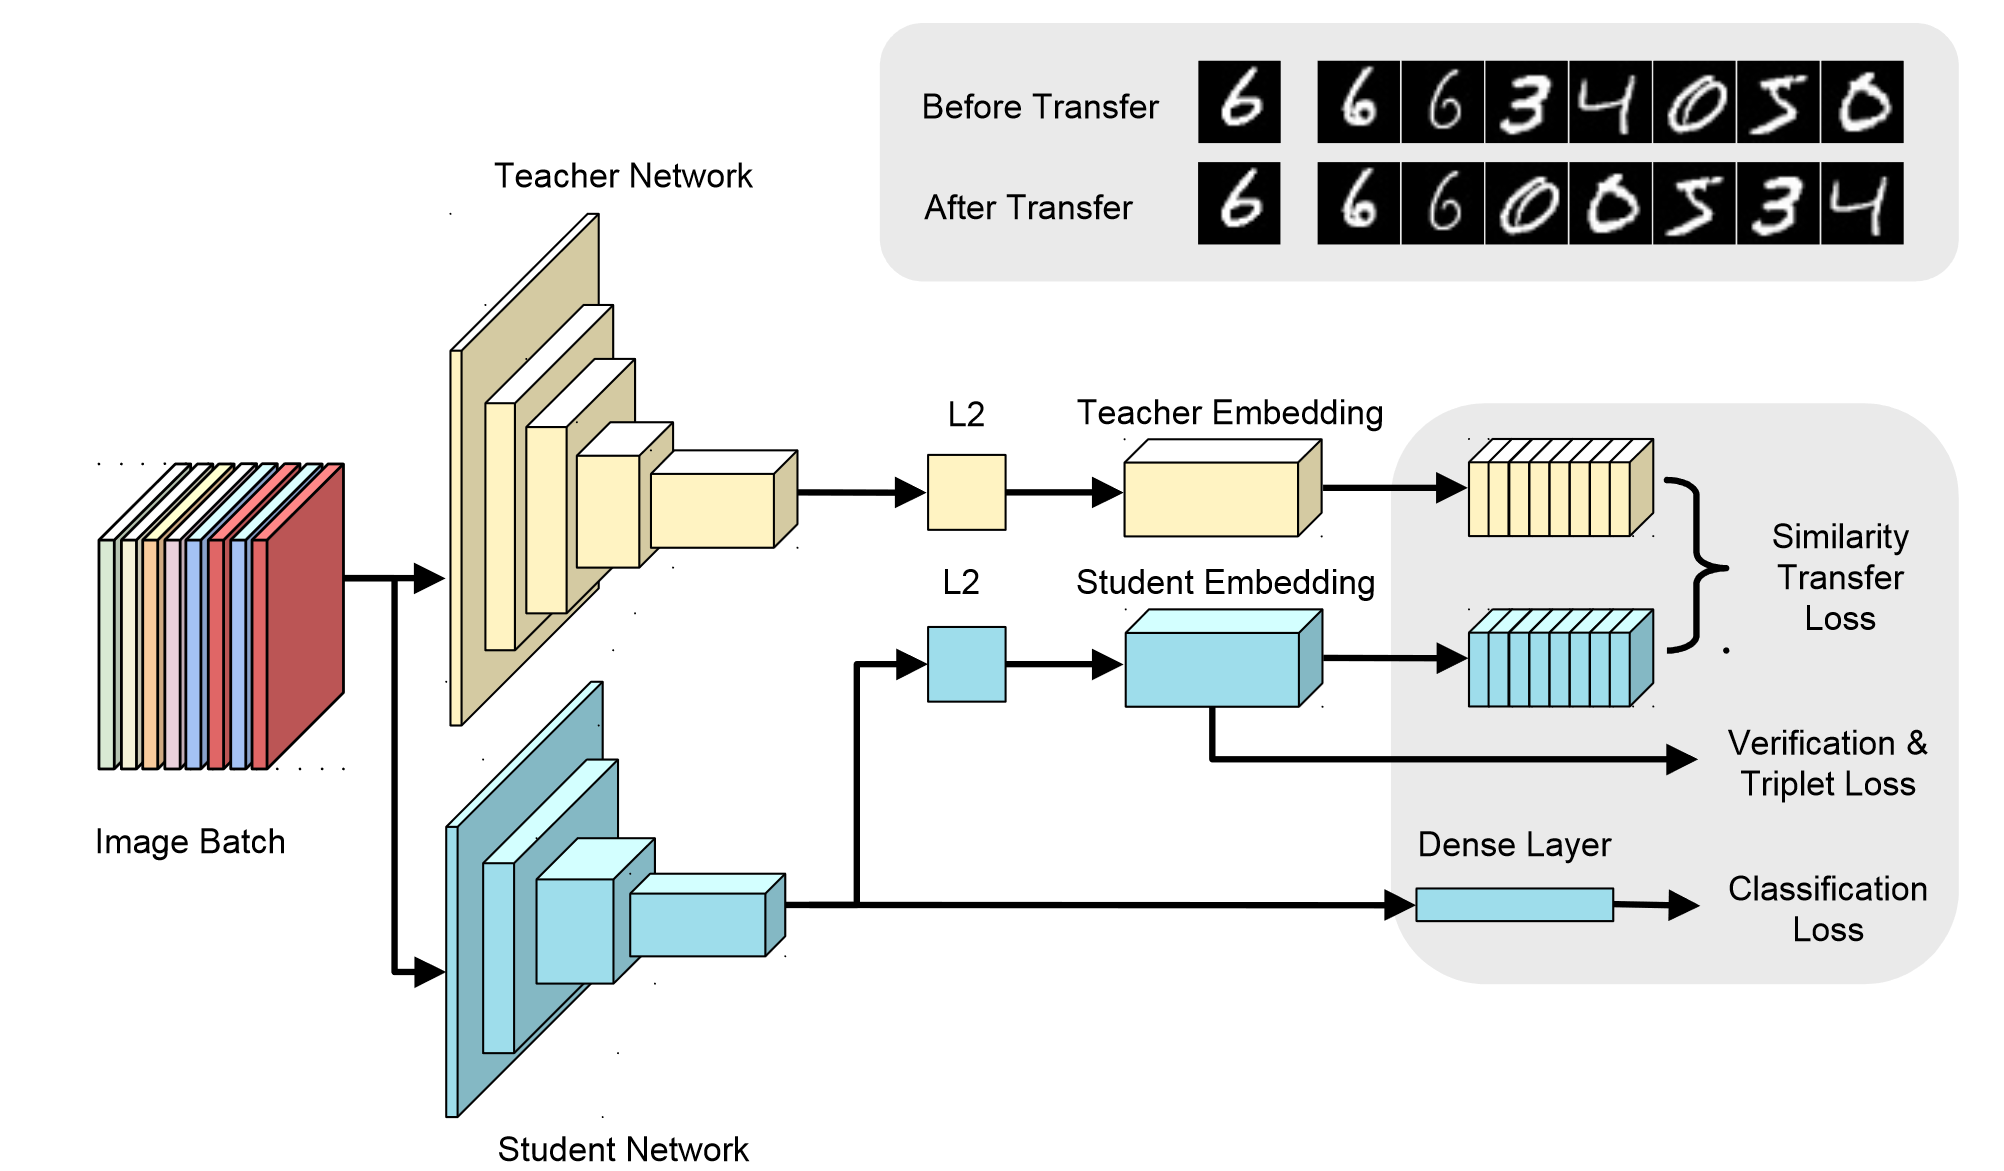 Before Transfer 6 6 6 3 4 0 5 0
After Transfer 6 6 6 0 0 5 3 4
Teacher Network
L2
Teacher Embedding
Similarity
Transfer
Loss
L2
Student Embedding
Verification &
Triplet Loss
Image Batch
Dense Layer
Classification
Loss
Student Network